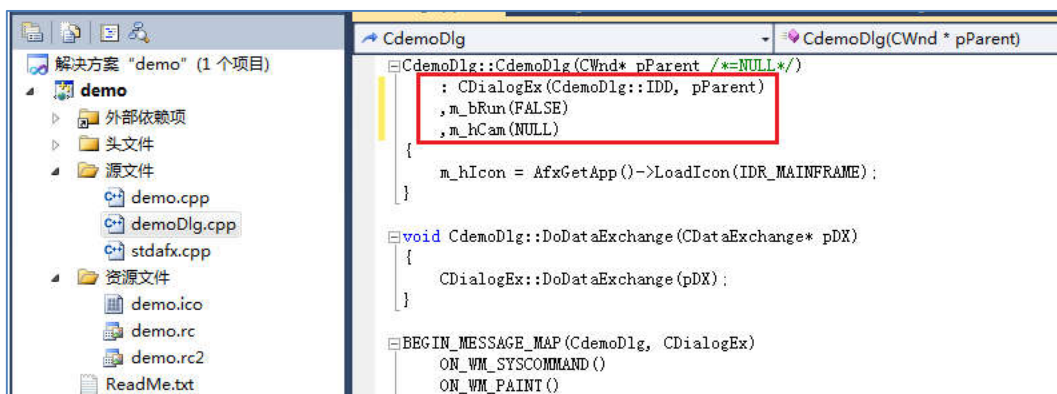 解决方案 "demo" (1 个项目)
demo
外部依赖项
头文件
源文件
demo.cpp
demoDlg.cpp
stdafx.cpp
资源文件
demo.ico
demo.rc
demo.rc2
ReadMe.txt
CdemoDlg
CdemoDlg(CWnd * pParent)
CdemoDlg::CdemoDlg(CWnd* pParent /*=NULL*/)
: CDialogEx(CdemoDlg::IDD, pParent)
,m_bRun(FALSE)
,m_hCam(NULL)
{
m_hIcon = AfxGetApp()->LoadIcon(IDR_MAINFRAME);
}
void CdemoDlg::DoDataExchange(CDataExchange* pDX)
{
CDialogEx::DoDataExchange(pDX);
}
BEGIN_MESSAGE_MAP(CdemoDlg, CDialogEx)
ON_WM_SYSCOMMAND()
ON_WM_PAINT()